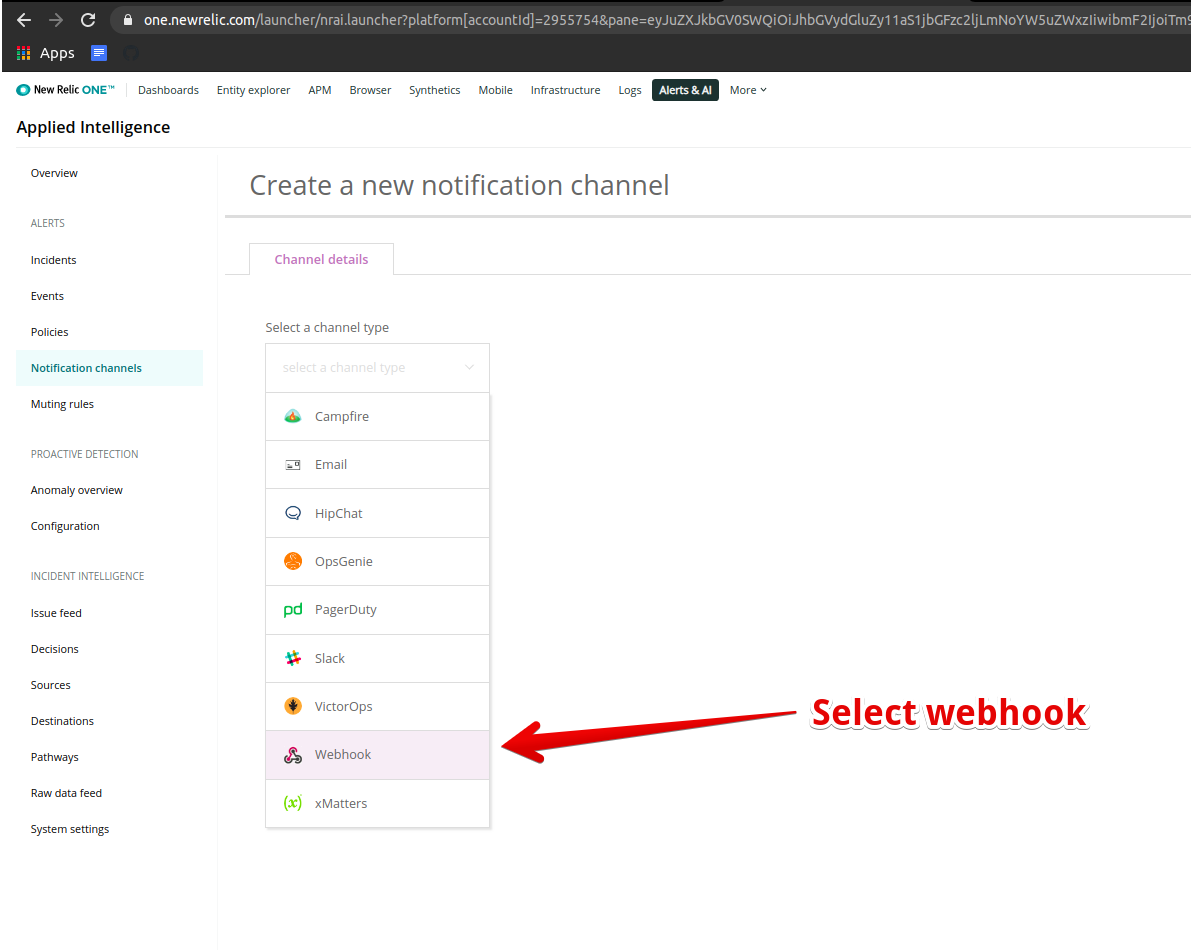 one.newrelic.com/launcher/nrai.launcher?platform[accountId]=2955754&pane=eyJuZXJkbGV0SWQiOiJhbGVydGluZy11aS1jbGFzc2ljLmNoYW5uZWxzIiwibmF2IjoiTm9
Apps
New Relic ONE™ Dashboards Entity explorer APM Browser Synthetics Mobile Infrastructure Logs Alerts & AI More
Applied Intelligence
Overview
ALERTS
Incidents
Events
Policies
Notification channels
Muting rules
PROACTIVE DETECTION
Anomaly overview
Configuration
INCIDENT INTELLIGENCE
Issue feed
Decisions
Sources
Destinations
Pathways
Raw data feed
System settings
Create a new notification channel
Channel details
Select a channel type
select a channel type
Campfire
Email
HipChat
OpsGenie
pd PagerDuty
Slack
VictorOps
Webhook
(x) xMatters
Select webhook